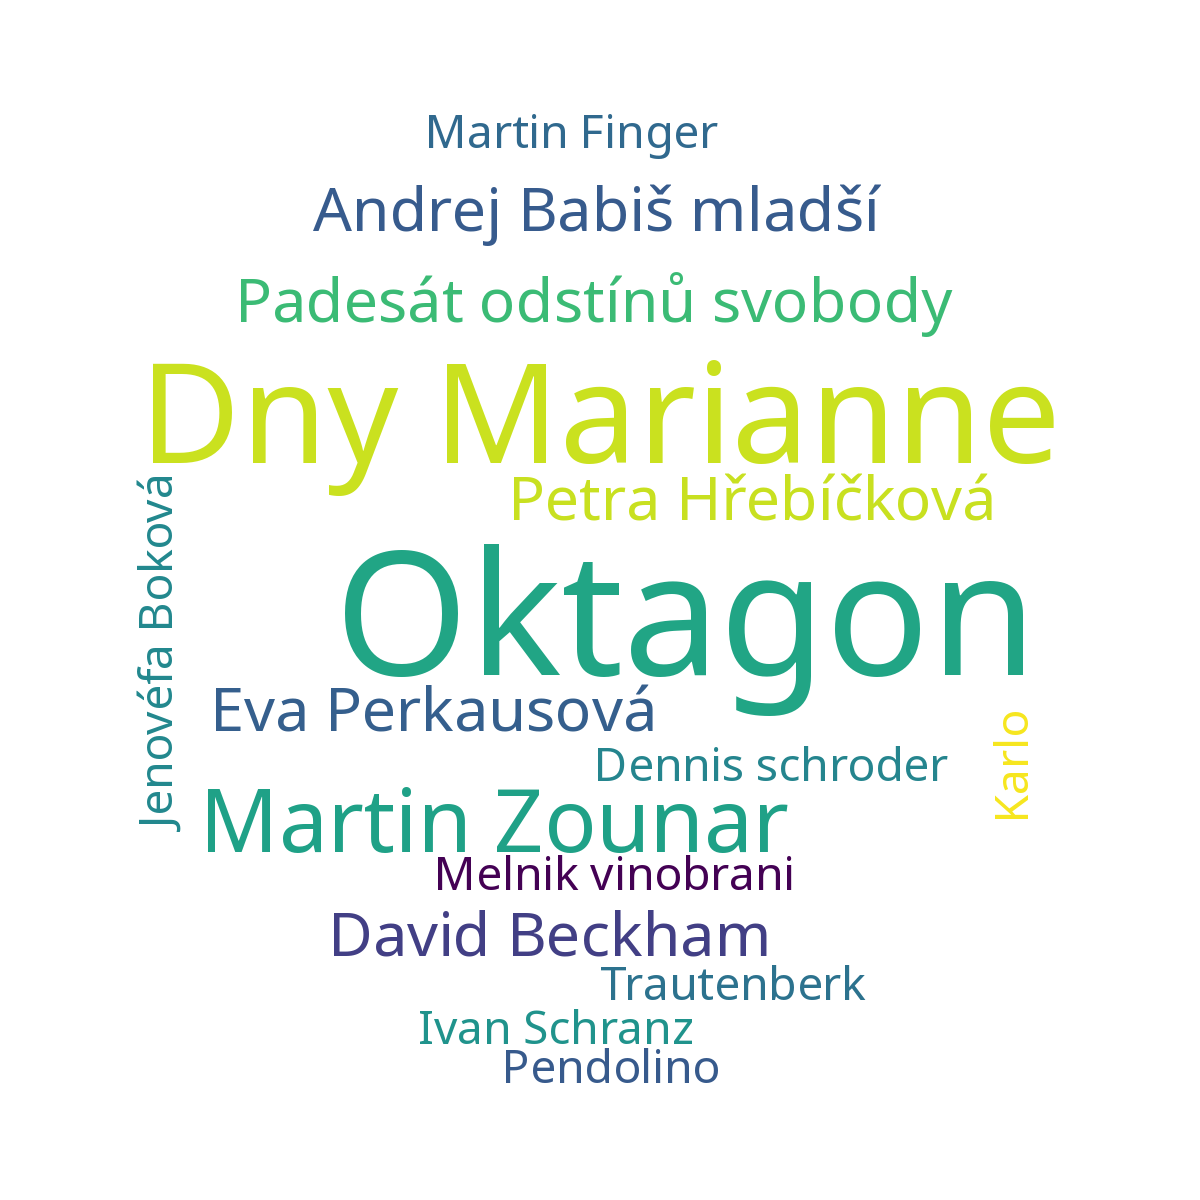 Martin Finger
Andrej Babiš mladší
Padesát odstínů svobody
Dny Marianne
Petra Hřebíčková
Jenovéfa Boková
Oktagon
Eva Perkausová
Karlo
Dennis schroder
Martin Zounar
Melnik vinobrani
David Beckham
Trautenberk
Ivan Schranz
Pendolino